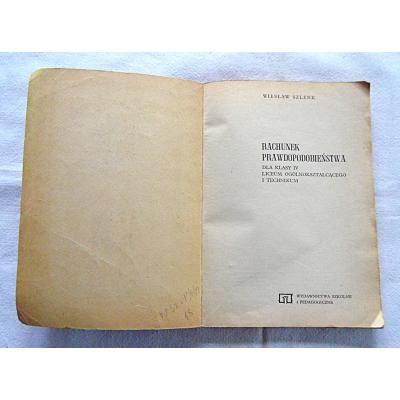 WIESŁAW SZLENK
RACHUNEK
PRAWDOPODOBIEŃSTWA
DLA KLASY IV
LICEUM OGÓLNOKSZTAŁCĄCEGO
I TECHNIKUM
WYDAWNICTWA SZKOLNE
I PEDAGOGICZNE